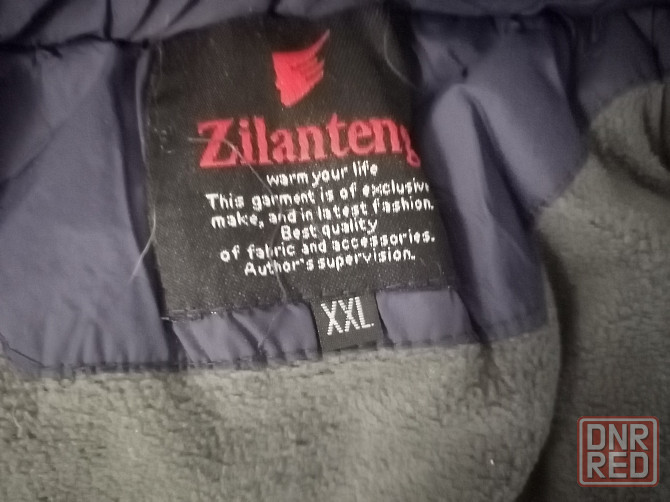 Zilanteng
warm your life
This garment is of exclusive
make, and in latest fashion.
Best quality
of fabric and accessories.
Author's supervision.
XXL
DNR
RED